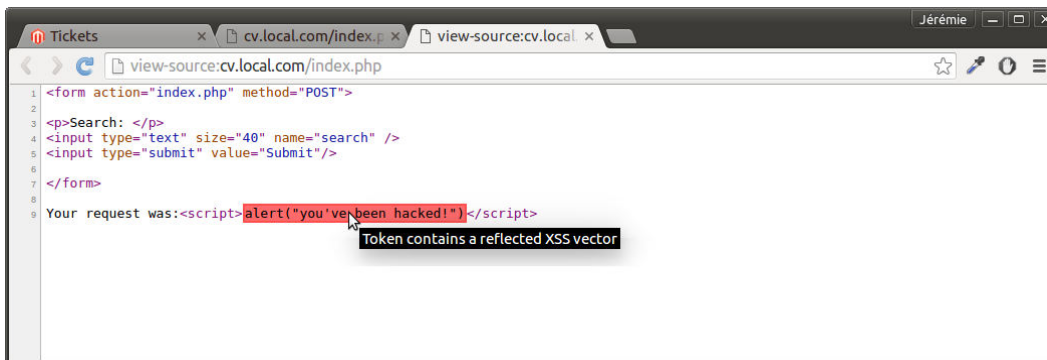 Jérémie
Tickets
cv.local.com/index.p
view-source:cv.local
view-source:cv.local.com/index.php
1 <form action="index.php" method="POST">
2
3 <p>Search: </p>
4 <input type="text" size="40" name="search" />
5 <input type="submit" value="Submit"/>
6
7 </form>
8
9 Your request was:<script>alert("you've been hacked!")</script>
Token contains a reflected XSS vector